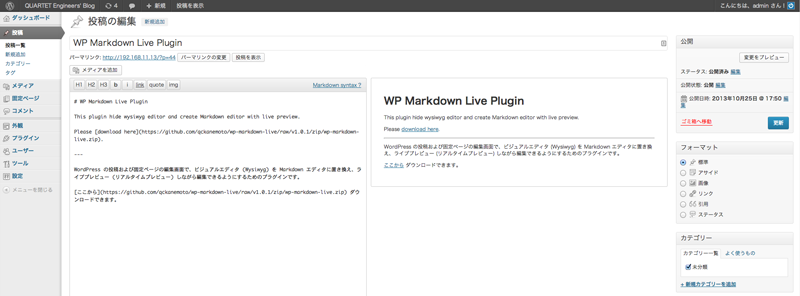 QUARTET Engineers' Blog 4 新規 投稿を表示 こんにちは、admin さん!
ダッシュボード
投稿
投稿一覧
新規追加
カテゴリー
タグ
メディア
固定ページ
コメント
外観
プラグイン
ユーザー
ツール
設定
メニューを閉じる
投稿の編集 新規追加
WP Markdown Live Plugin
パーマリンク: http://192.168.11.13/?p=44 パーマリンクの変更 投稿を表示
メディアを追加
H1 H2 H3 b i link quote img Markdown syntax ?
# WP Markdown Live Plugin
This plugin hide wysiwyg editor and create Markdown editor with live preview.
Please [download here](https://github.com/qckanemoto/wp-markdown-live/raw/v1.0.1/zip/wp-markdown-
live.zip).
---
WordPress の投稿および固定ページの編集画面で、ビジュアルエディタ (Wysiwyg) を Markdown エディタに置き換え、ラ
イブプレビュー (リアルタイムプレビュー) しながら編集できるようにするためのプラグインです。
[ここから](https://github.com/qckanemoto/wp-markdown-live/raw/v1.0.1/zip/wp-markdown-live.zip) ダウ
ンロードできます。
WP Markdown Live Plugin
This plugin hide wysiwyg editor and create Markdown editor with live preview.
Please download here.
WordPress の投稿および固定ページの編集画面で、ビジュアルエディタ (Wysiwyg) を Markdown エディタに置き換
え、ライブプレビュー (リアルタイムプレビュー) しながら編集できるようにするためのプラグインです。
ここから ダウンロードできます。
公開
変更をプレビュー
ステータス: 公開済み 編集
公開状態: 公開 編集
公開日時: 2013年10月25日 @ 17:50
編集
ゴミ箱へ移動 更新
フォーマット
標準
アサイド
画像
リンク
引用
ステータス
カテゴリー
カテゴリー一覧 よく使うもの
未分類
+ 新規カテゴリーを追加